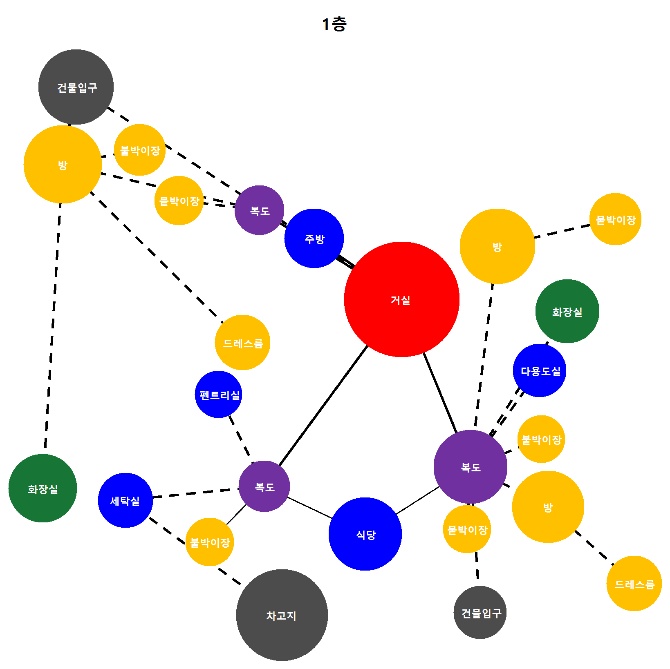 1층
건물입구
방
붙박이장
붙박이장
복도
주방
거실
방
붙박이장
화장실
다용도실
드레스룸
펜트리실
화장실
세탁실
복도
붙박이장
식당
차고지
복도
붙박이장
방
붙박이장
드레스룸
건물입구